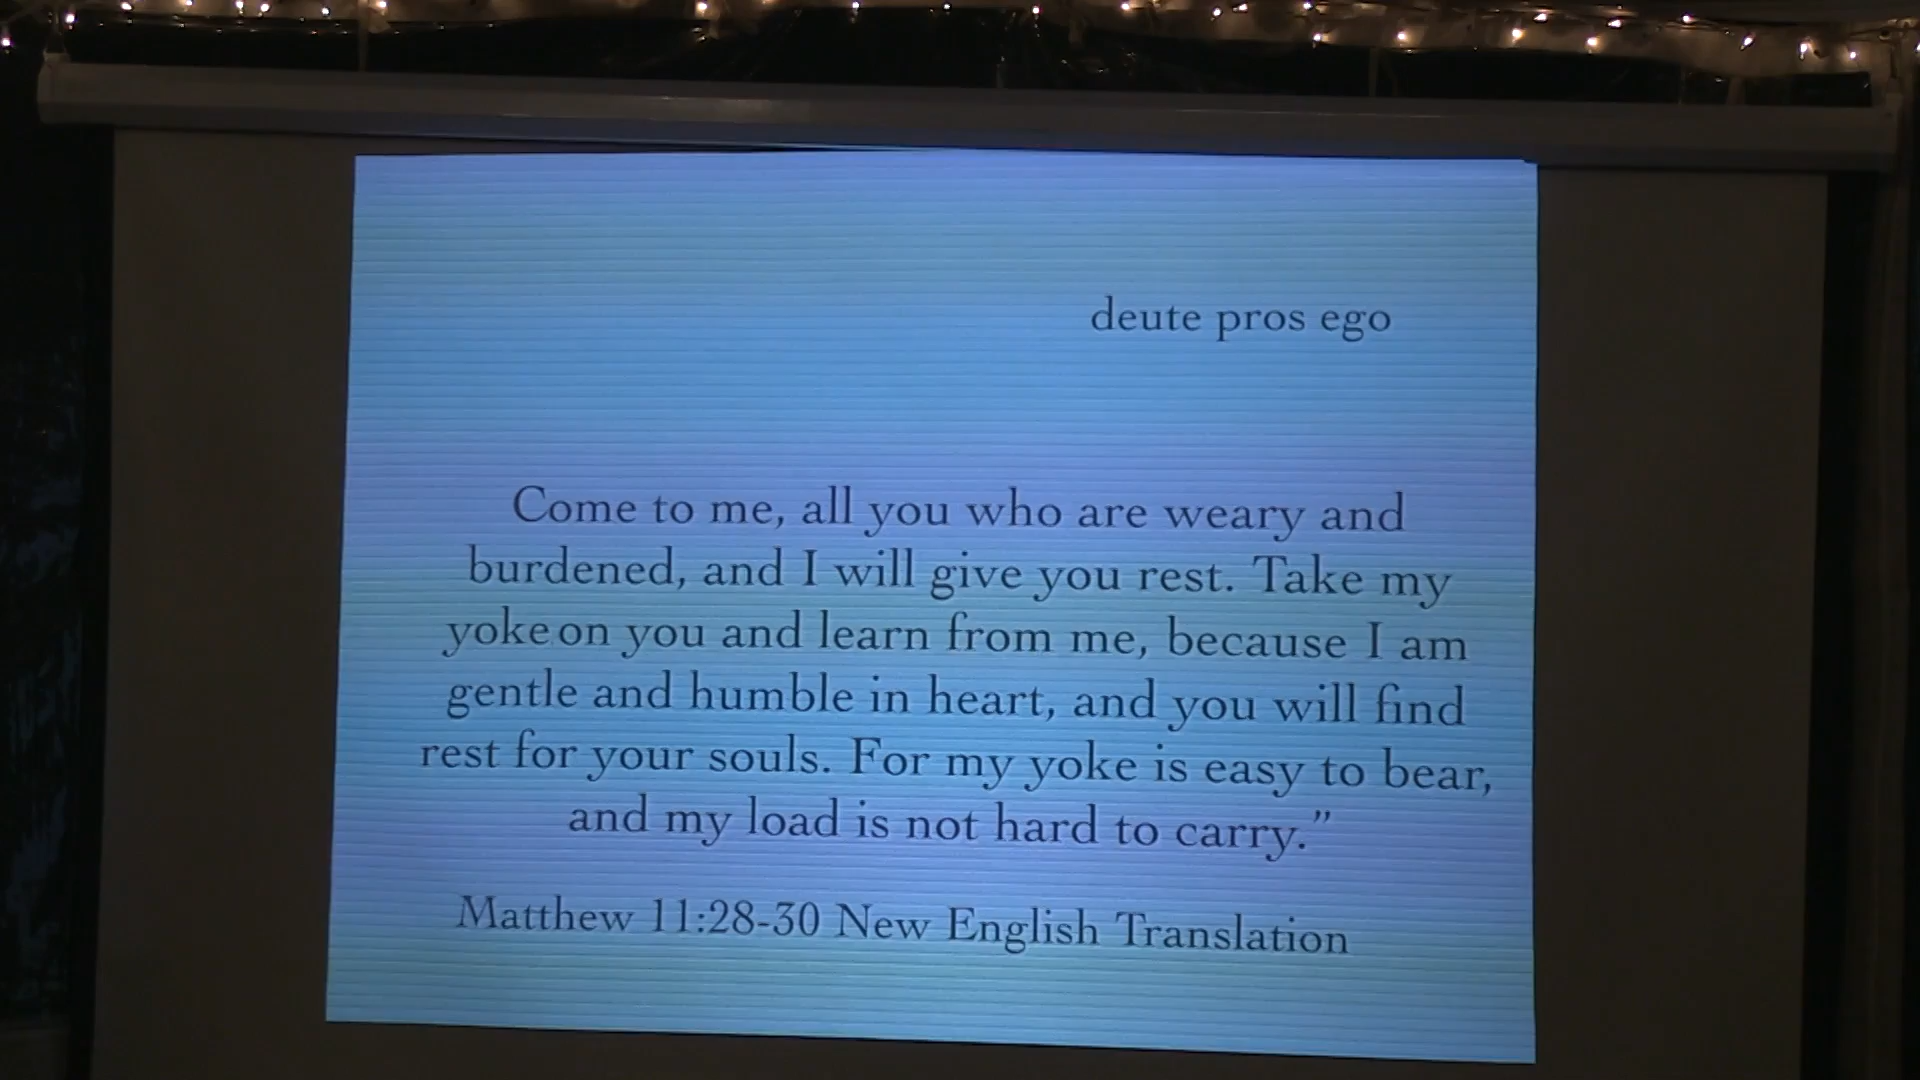 deute pros ego
Come to me, all you who are weary and
burdened, and I will give you rest. Take my
yoke on you and learn from me, because I am
gentle and humble in heart, and you will find
rest for your souls. For my yoke is easy to bear,
and my load is not hard to carry.”
Matthew 11:28-30 New English Translation